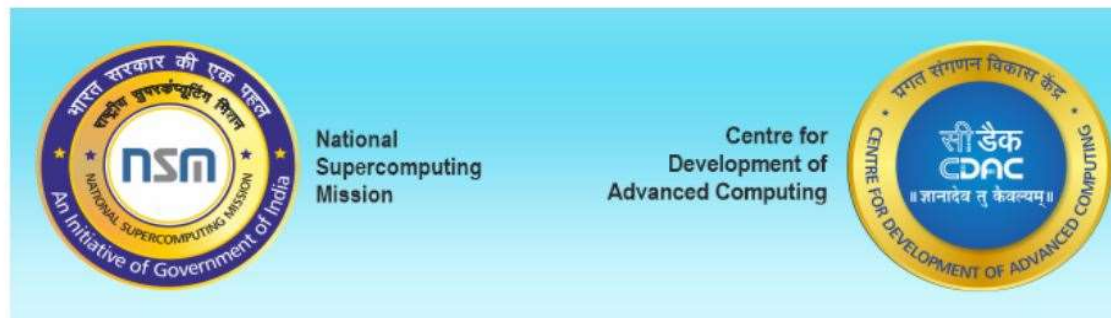 भारत सरकार की एक पहल
राष्ट्रीय सुपरकंप्यूटिंग मिशन
nsm
NATIONAL SUPERCOMPUTING MISSION
An Initiative of Government of India
National
Supercomputing
Mission
Centre for
Development of
Advanced Computing
प्रगत संगणन विकास केंद्र
सी डैक
CDAC
॥ ज्ञानादेव तु कैवल्यम् ॥
CENTRE FOR DEVELOPMENT OF ADVANCED COMPUTING